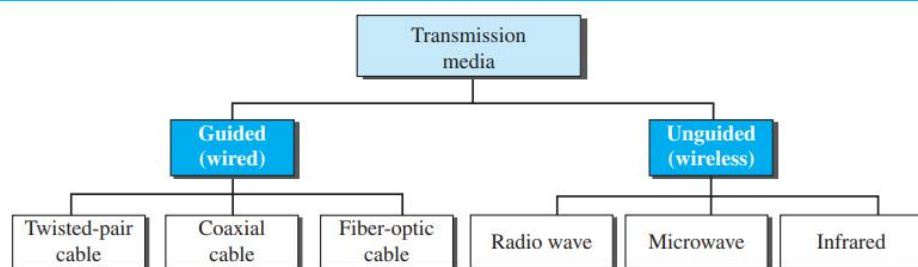 Transmission
media
Guided
(wired)
Unguided
(wireless)
Twisted-pair
cable
Coaxial
cable
Fiber-optic
cable
Radio wave
Microwave
Infrared